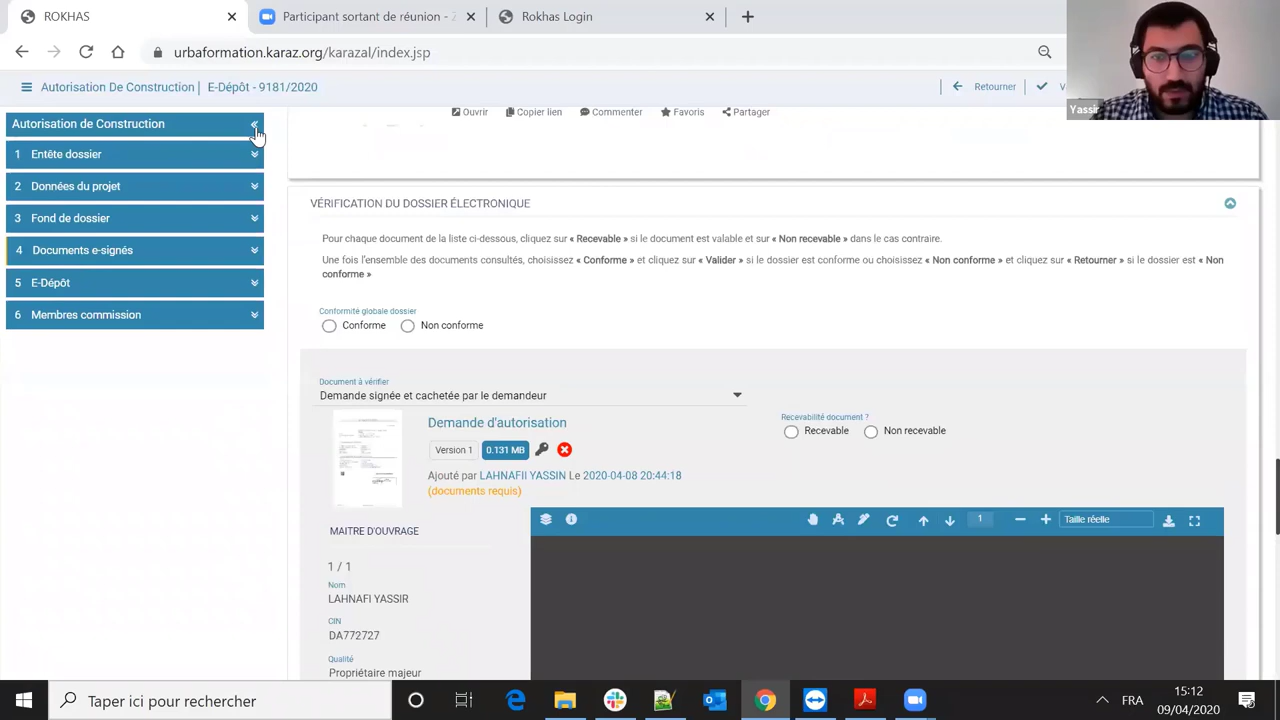 ROKHAS
Participant sortant de réunion - Z
Rokhas Login
urbaformation.karaz.org/karazal/index.jsp
Autorisation De Construction | E-Dépôt - 9181/2020
Retourner
V
Yassir
Autorisation de Construction
Ouvrir Copier lien Commenter Favoris Partager
1 Entête dossier
2 Données du projet
3 Fond de dossier
4 Documents e-signés
5 E-Dépôt
6 Membres commission
VÉRIFICATION DU DOSSIER ÉLECTRONIQUE
Pour chaque document de la liste ci-dessous, cliquez sur « Recevable » si le document est valable et sur « Non recevable » dans le cas contraire.
Une fois l'ensemble des documents consultés, choisissez « Conforme » et cliquez sur « Valider » si le dossier est conforme ou choisissez « Non conforme » et cliquez sur « Retourner » si le dossier est « Non
conforme »
Conformité globale dossier
Conforme Non conforme
Document à vérifier
Demande signée et cachetée par le demandeur
Demande d'autorisation
Recevabilité document ?
Recevable Non recevable
Version 1 0.131 MB
Ajouté par LAHNAFII YASSIN Le 2020-04-08 20:44:18
(documents requis)
1 Taille réelle
MAITRE D'OUVRAGE
1 / 1
Nom
LAHNAFI YASSIR
CIN
DA772727
Qualité
Propriétaire majeur
Taper ici pour rechercher
FRA
15:12
09/04/2020